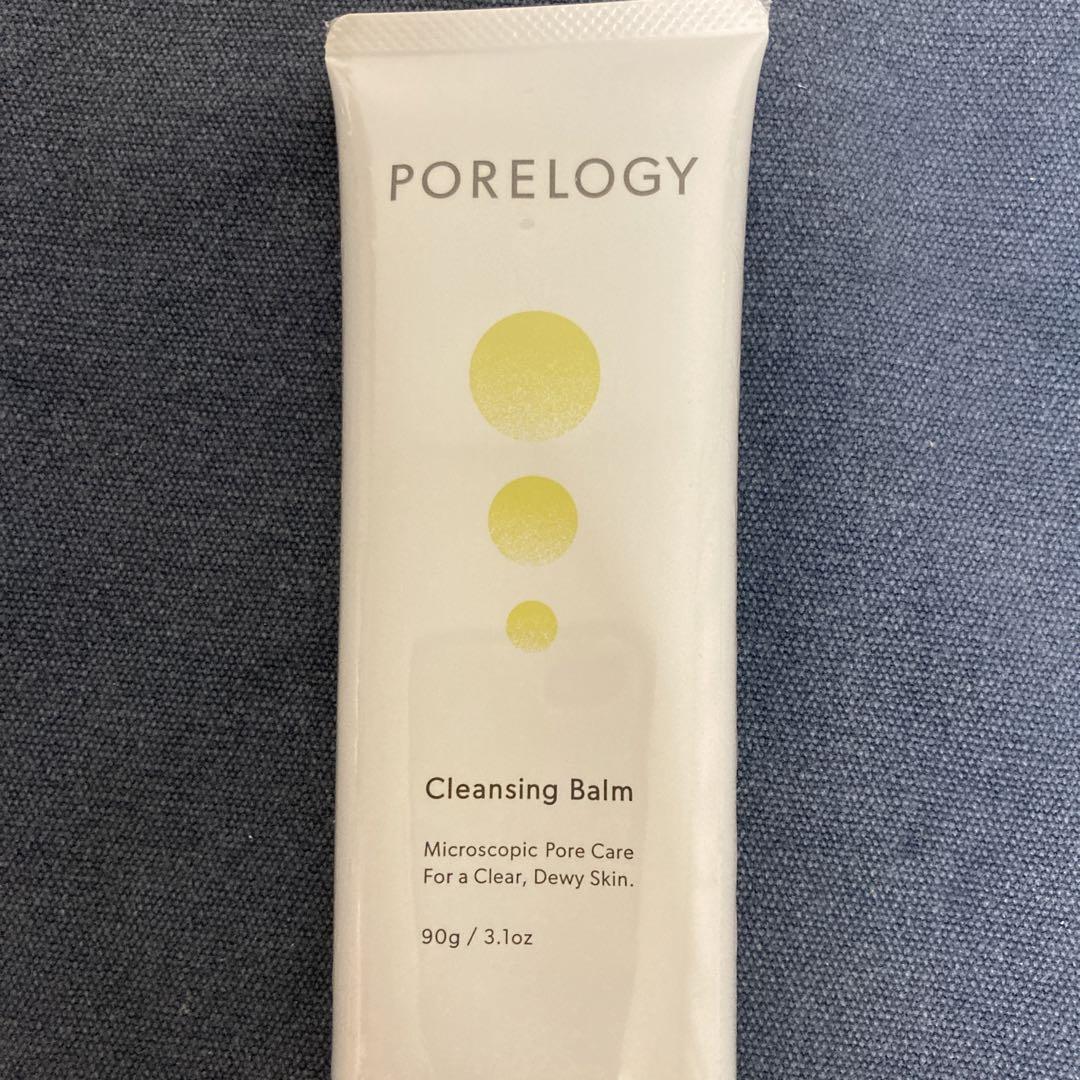 PORELOGY
Cleansing Balm
Microscopic Pore Care
For a Clear, Dewy Skin.
90g / 3.1oz